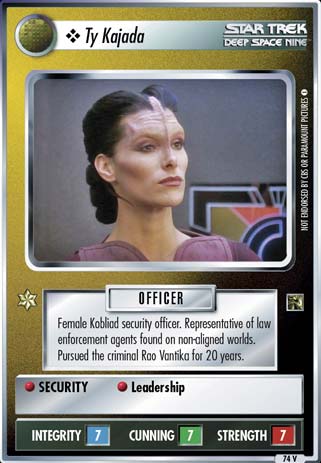 ❖ Ty Kajada
STAR TREK
DEEP SPACE NINE
NOT ENDORSED BY CBS OR PARAMOUNT PICTURES
OFFICER
Female Kobliad security officer. Representative of law
enforcement agents found on non-aligned worlds.
Pursued the criminal Rao Vantika for 20 years.
SECURITY Leadership
INTEGRITY 7 CUNNING 7 STRENGTH 7
74 V